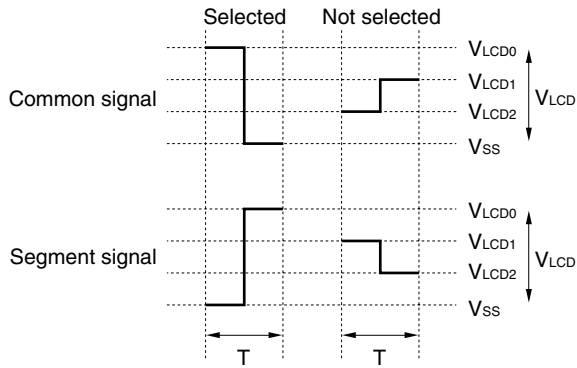 Selected Not selected
VLCD0
VLCD1
Common signal VLCD2 VLCD
VSS
VLCD0
VLCD1
Segment signal VLCD2 VLCD
VSS
T T